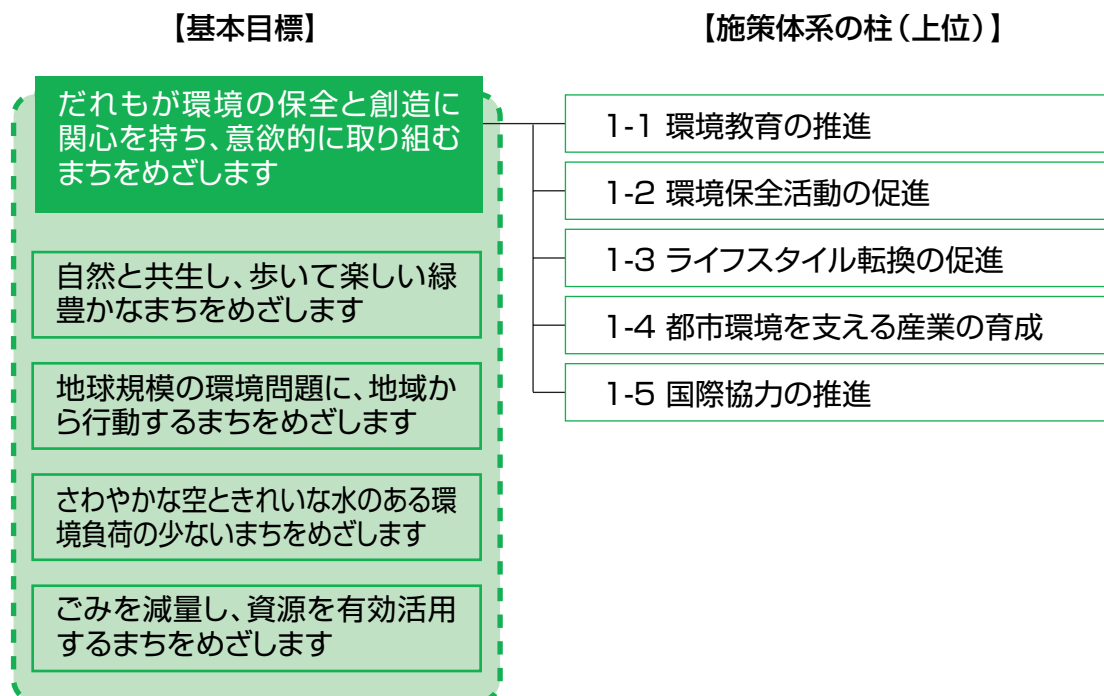 【基本目標】
だれもが環境の保全と創造に
関心を持ち、意欲的に取り組む
まちをめざします
自然と共生し、歩いて楽しい緑
豊かなまちをめざします
地球規模の環境問題に、地域か
ら行動するまちをめざします
さわやかな空ときれいな水のある環
境負荷の少ないまちをめざします
ごみを減量し、資源を有効活用
するまちをめざします
【施策体系の柱（上位）】
1-1 環境教育の推進
1-2 環境保全活動の促進
1-3 ライフスタイル転換の促進
1-4 都市環境を支える産業の育成
1-5 国際協力の推進